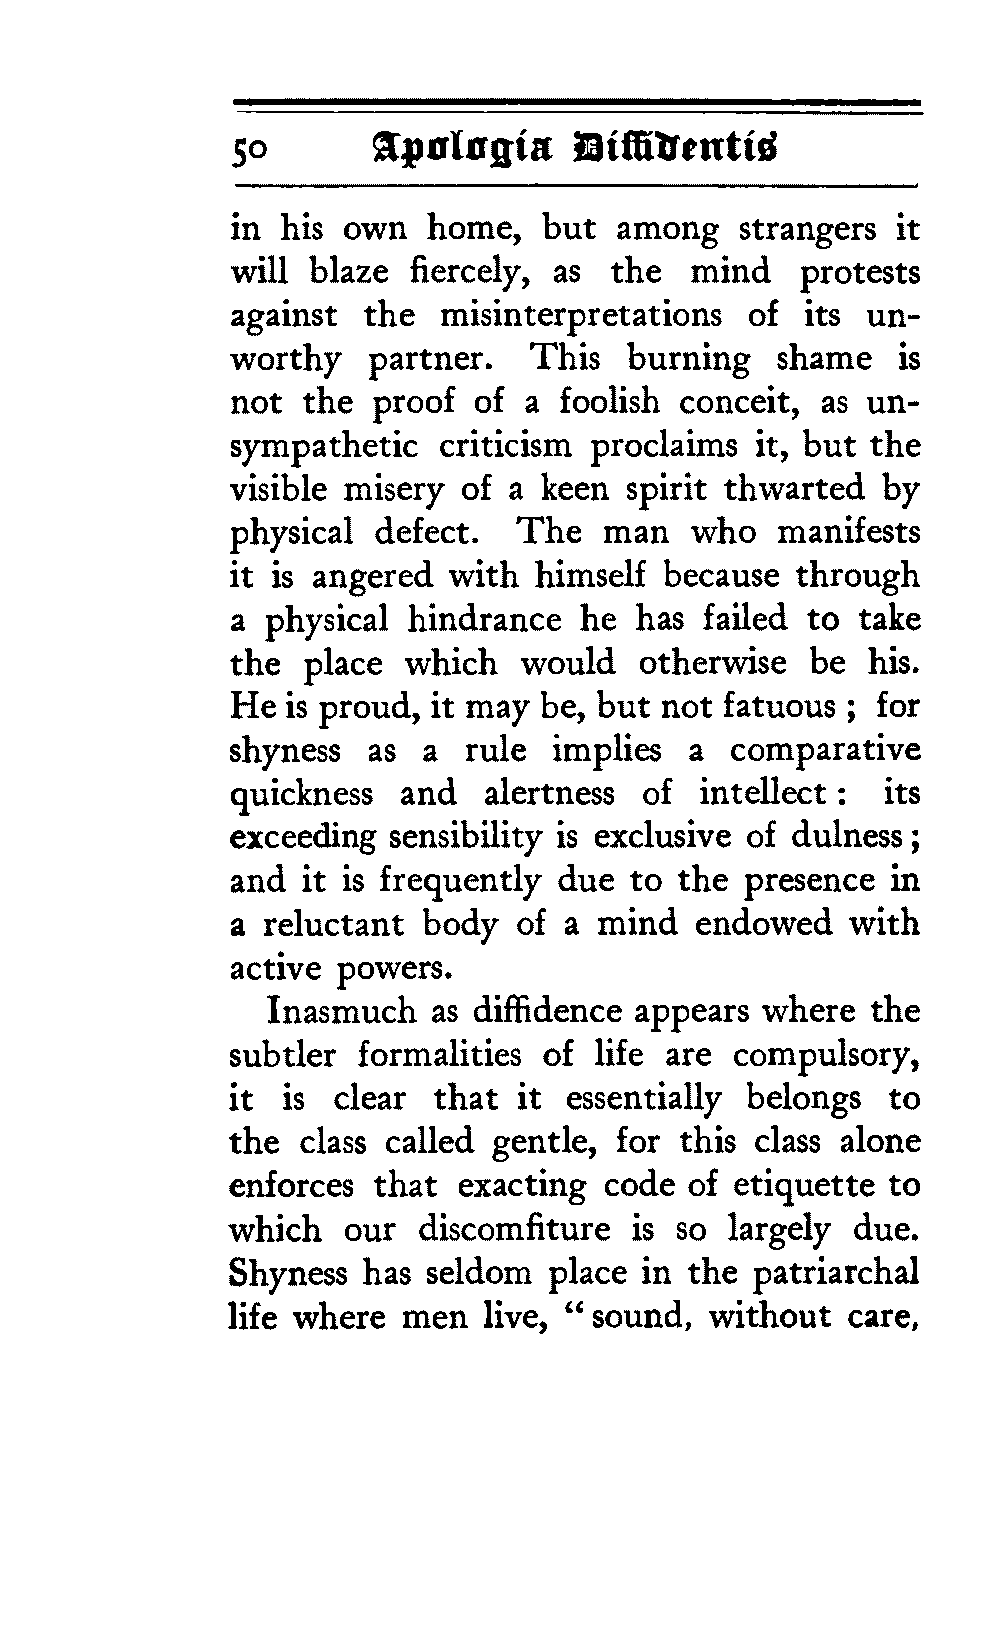 50 Apologia Diffidentis
in his own home, but among strangers it
will blaze fiercely, as the mind protests
against the misinterpretations of its un-
worthy partner. This burning shame is
not the proof of a foolish conceit, as un-
sympathetic criticism proclaims it, but the
visible misery of a keen spirit thwarted by
physical defect. The man who manifests
it is angered with himself because through
a physical hindrance he has failed to take
the place which would otherwise be his.
He is proud, it may be, but not fatuous ; for
shyness as a rule implies a comparative
quickness and alertness of intellect : its
exceeding sensibility is exclusive of dulness ;
and it is frequently due to the presence in
a reluctant body of a mind endowed with
active powers.
Inasmuch as diffidence appears where the
subtler formalities of life are compulsory,
it is clear that it essentially belongs to
the class called gentle, for this class alone
enforces that exacting code of etiquette to
which our discomfiture is so largely due.
Shyness has seldom place in the patriarchal
life where men live, “ sound, without care,